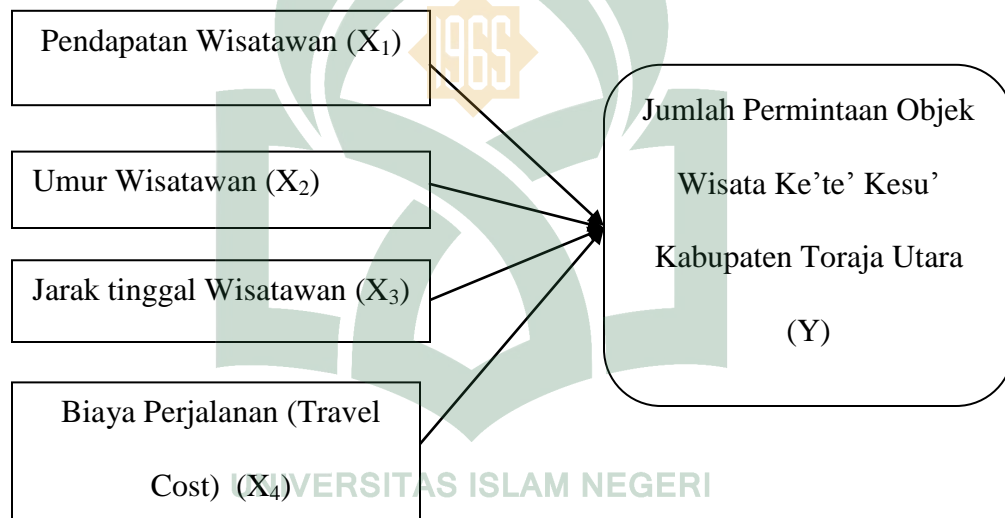 Pendapatan Wisatawan (X₁)
Umur Wisatawan (X₂)
Jarak tinggal Wisatawan (X₃)
Biaya Perjalanan (Travel
Cost) (X₄)
Jumlah Permintaan Objek
Wisata Ke’te’ Kesu’
Kabupaten Toraja Utara
(Y)
1965
UNIVERSITAS ISLAM NEGERI